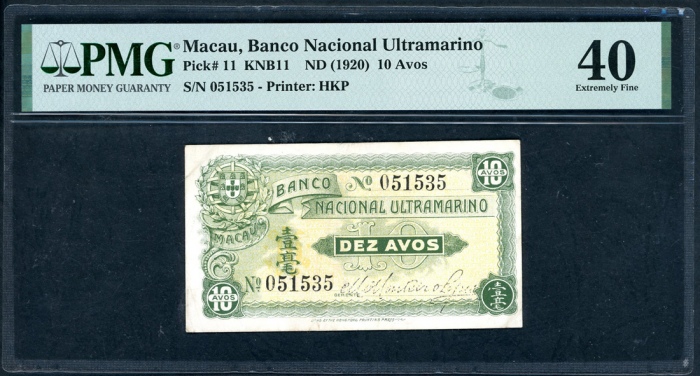 PMG
PAPER MONEY GUARANTY
Macau, Banco Nacional Ultramarino
Pick# 11 KNB11 ND (1920) 10 Avos
S/N 051535 - Printer: HKP
40
Extremely Fine
10
AVOS
BANCO
Nº 051535
NACIONAL ULTRAMARINO
MACAU
壹毫
10
DEZ AVOS
Nº 051535
GERENTE
10
AVOS
壹毫